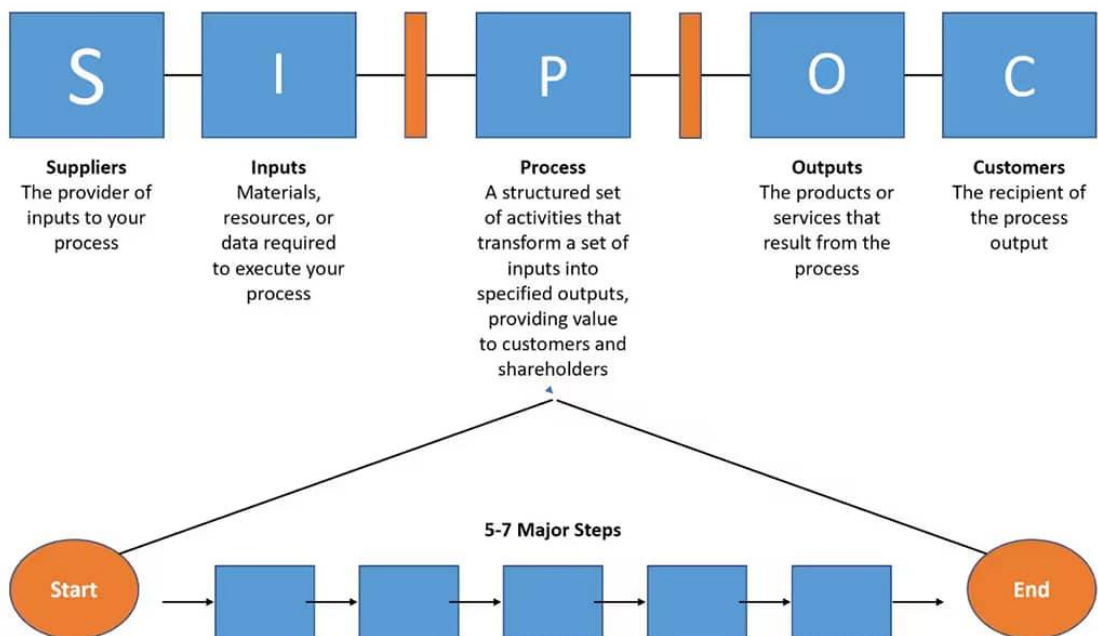 S
I
P
O
C
Suppliers
The provider of
inputs to your
process
Inputs
Materials,
resources, or
data required
to execute your
process
Process
A structured set
of activities that
transform a set of
inputs into
specified outputs,
providing value
to customers and
shareholders
Outputs
The products or
services that
result from the
process
Customers
The recipient of
the process
output
5-7 Major Steps
Start
End